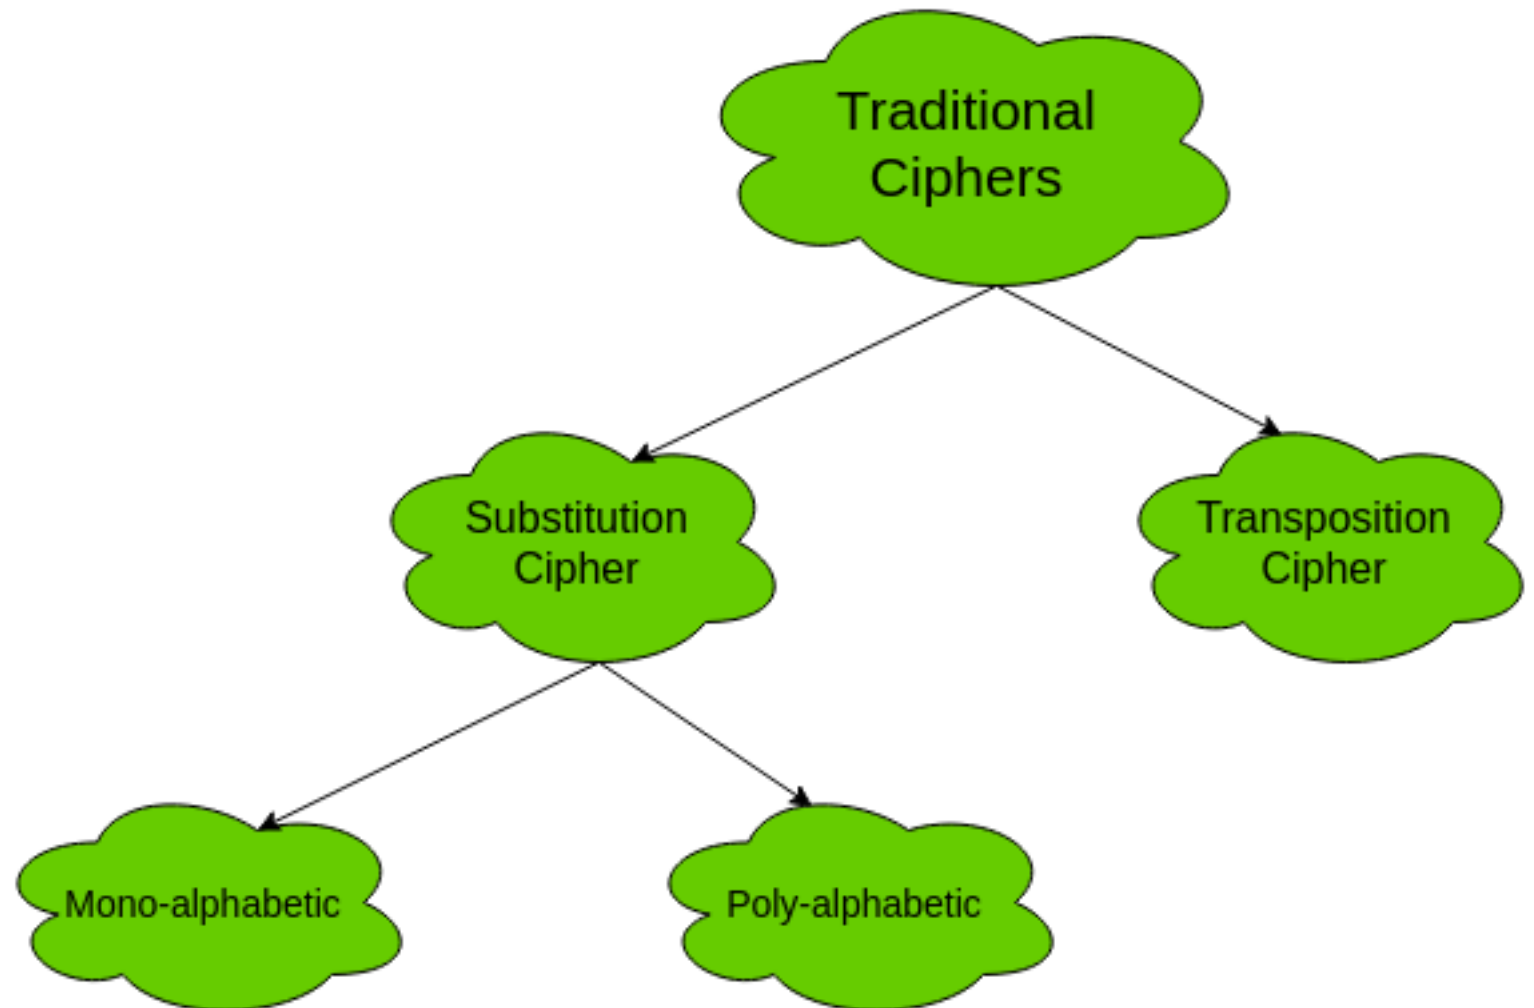 Traditional
Ciphers
Substitution
Cipher
Transposition
Cipher
Mono-alphabetic
Poly-alphabetic